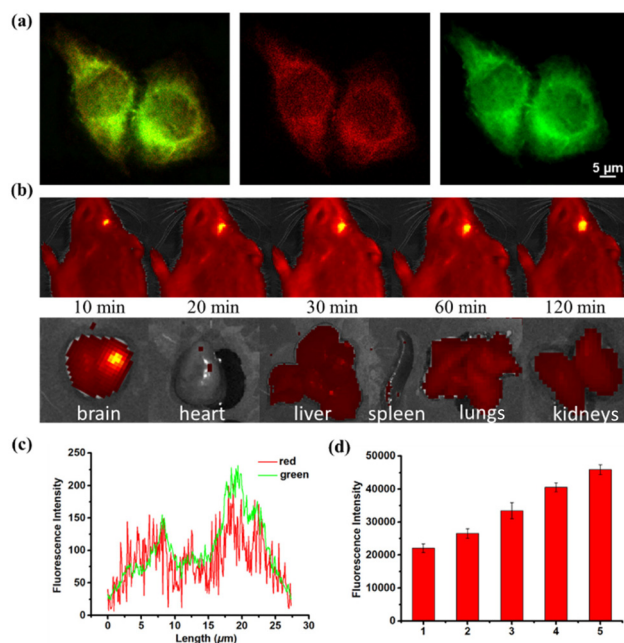 (a)
5 μm
(b)
10 min 20 min 30 min 60 min 120 min
brain heart liver spleen lungs kidneys
(c)
250
200
150
100
50
0
0 5 10 15 20 25 30
Fluorescence Intensity
Length (μm)
red
green
(d)
50000
40000
30000
20000
10000
0
1 2 3 4 5
Fluorescence Intensity